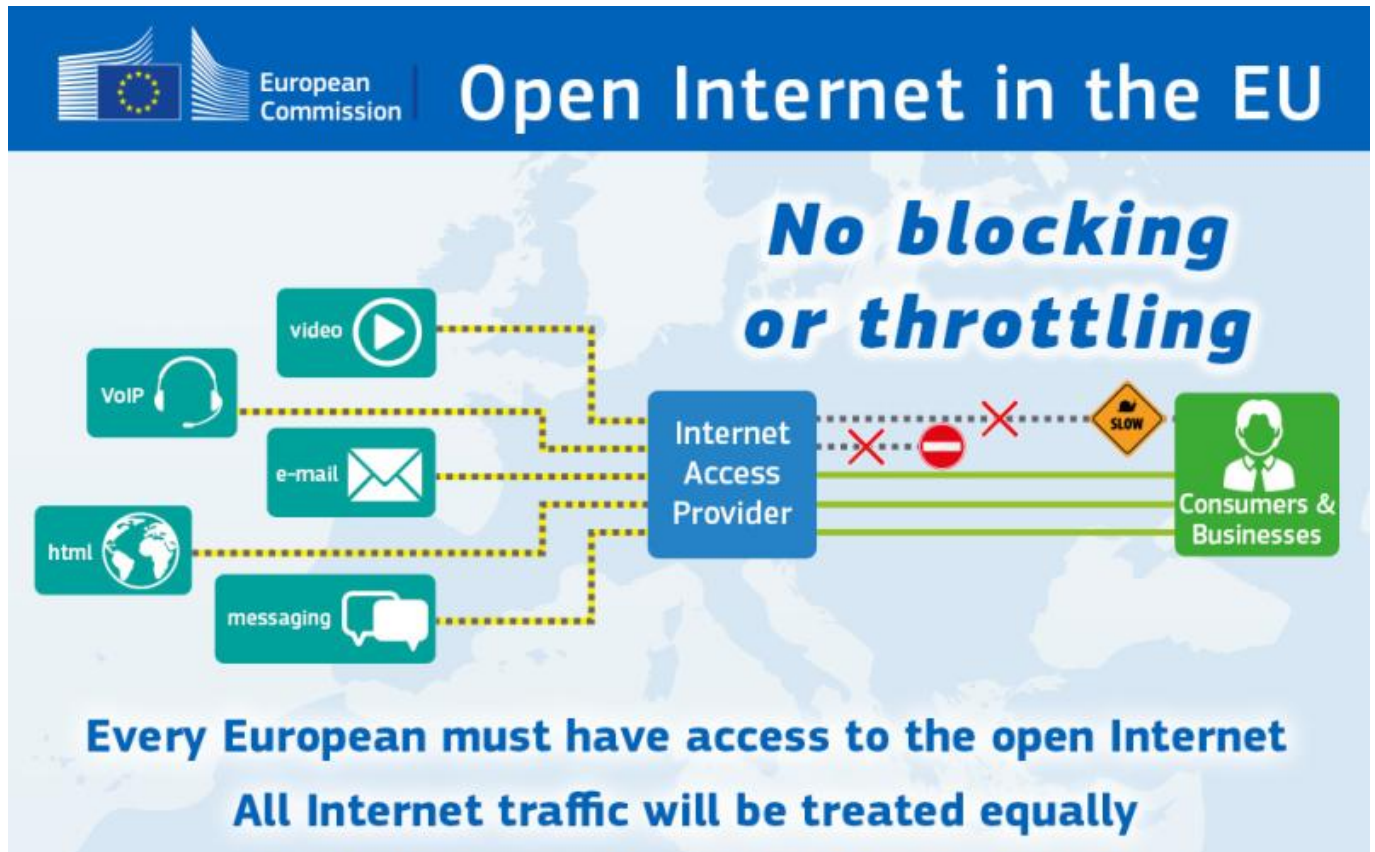 European
Commission
Open Internet in the EU
No blocking
or throttling
video
VoIP
e-mail
html
messaging
Internet
Access
Provider
SLOW
Consumers &
Businesses
Every European must have access to the open Internet
All Internet traffic will be treated equally